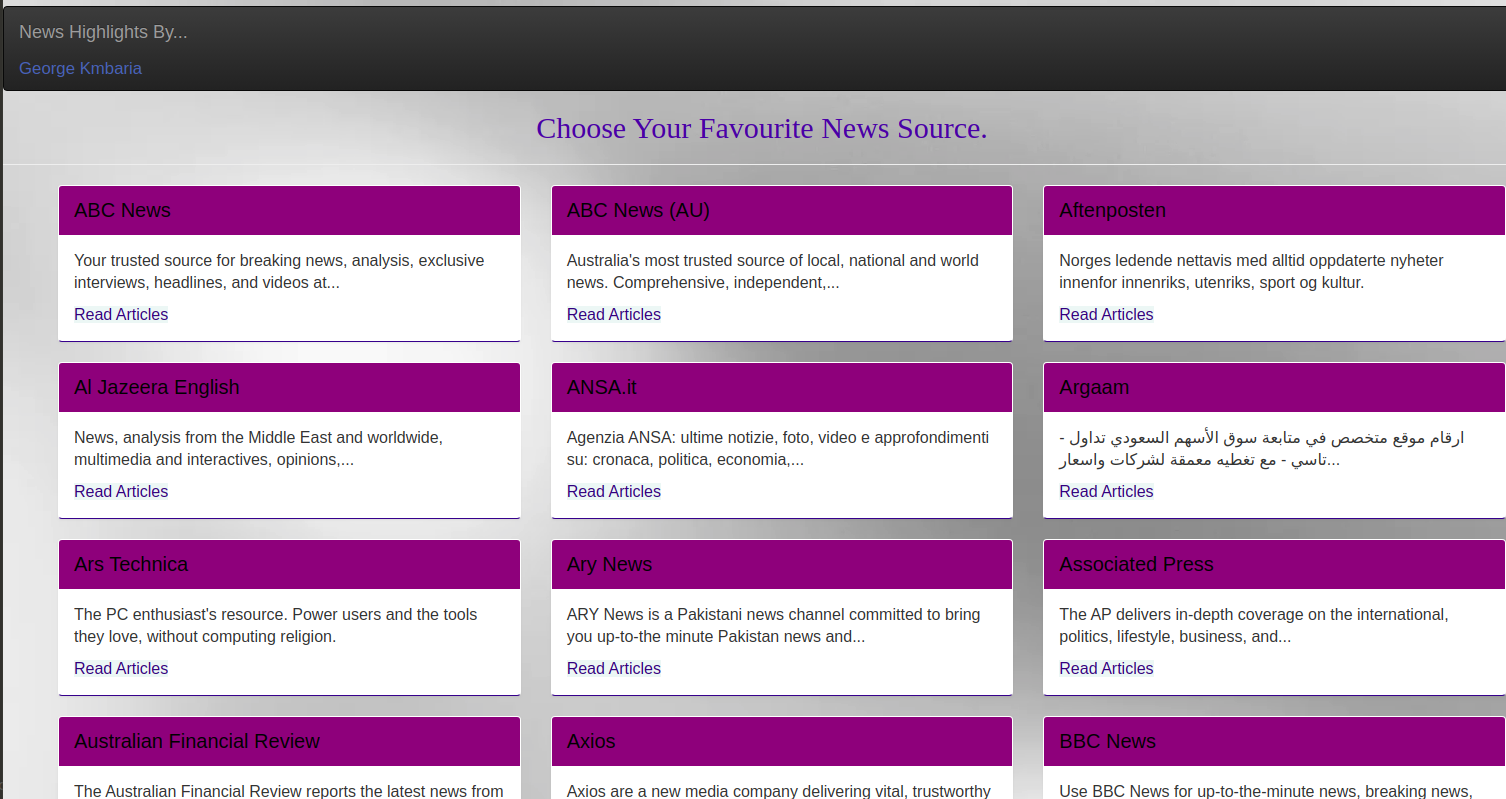 News Highlights By...
George Kmbaria
Choose Your Favourite News Source.
ABC News
Your trusted source for breaking news, analysis, exclusive
interviews, headlines, and videos at...
Read Articles
ABC News (AU)
Australia's most trusted source of local, national and world
news. Comprehensive, independent,...
Read Articles
Aftenposten
Norges ledende nettavis med alltid oppdaterte nyheter
innenfor innenriks, utenriks, sport og kultur.
Read Articles
Al Jazeera English
News, analysis from the Middle East and worldwide,
multimedia and interactives, opinions,...
Read Articles
ANSA.it
Agenzia ANSA: ultime notizie, foto, video e approfondimenti
su: cronaca, politica, economia,...
Read Articles
Argaam
ارقام موقع متخصص في متابعة سوق الأسهم السعودي تداول -
تاسي - مع تغطيه معمقة لشركات واسعار...
Read Articles
Ars Technica
The PC enthusiast's resource. Power users and the tools
they love, without computing religion.
Read Articles
Ary News
ARY News is a Pakistani news channel committed to bring
you up-to-the minute Pakistan news and...
Read Articles
Associated Press
The AP delivers in-depth coverage on the international,
politics, lifestyle, business, and...
Read Articles
Australian Financial Review
The Australian Financial Review reports the latest news from
Axios
Axios are a new media company delivering vital, trustworthy
BBC News
Use BBC News for up-to-the-minute news, breaking news,